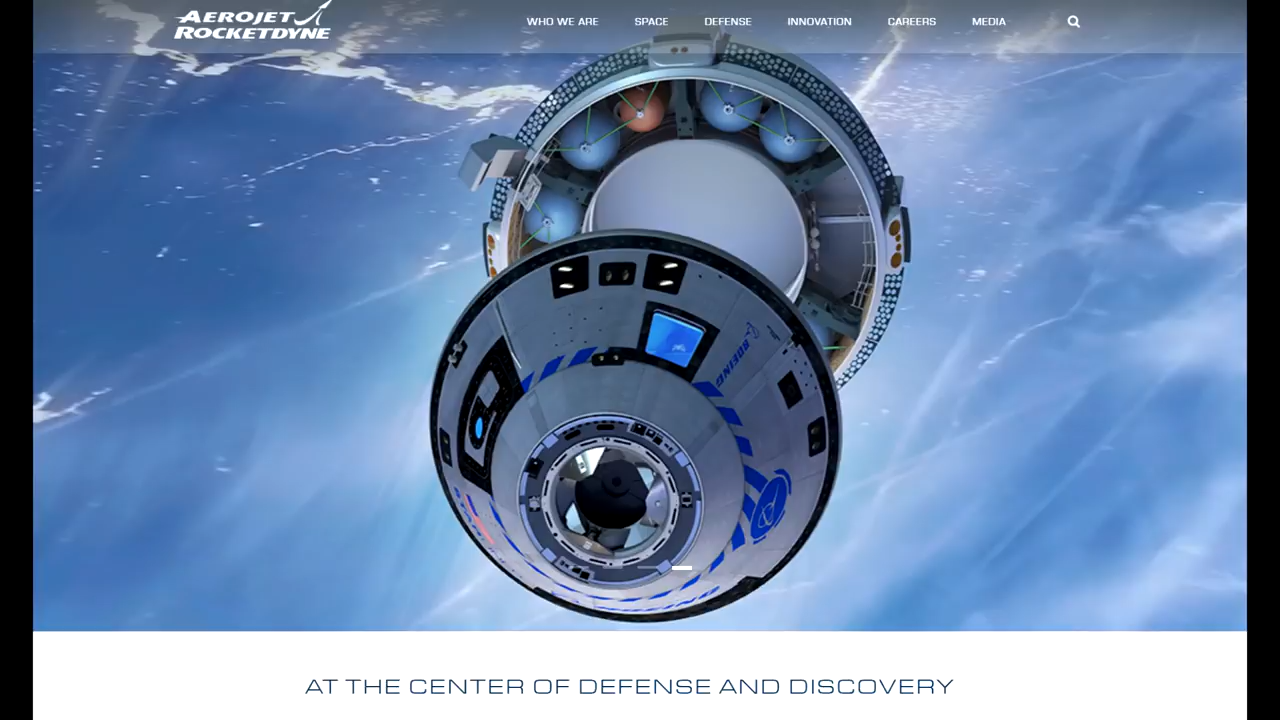 AEROJET
ROCKETDYNE
WHO WE ARE SPACE DEFENSE INNOVATION CAREERS MEDIA
BOEING
AT THE CENTER OF DEFENSE AND DISCOVERY